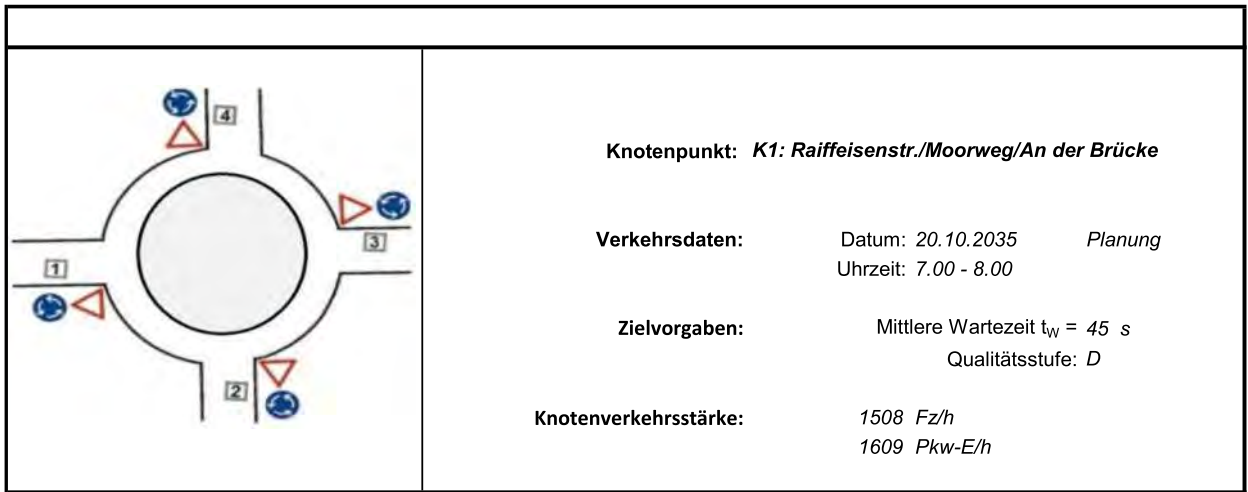 4
3
1
2
Knotenpunkt: K1: Raiffeisenstr./Moorweg/An der Brücke
Verkehrsdaten: Datum: 20.10.2035 Planung
Uhrzeit: 7.00 - 8.00
Zielvorgaben: Mittlere Wartezeit tW = 45 s
Qualitätsstufe: D
Knotenverkehrsstärke: 1508 Fz/h
1609 Pkw-E/h